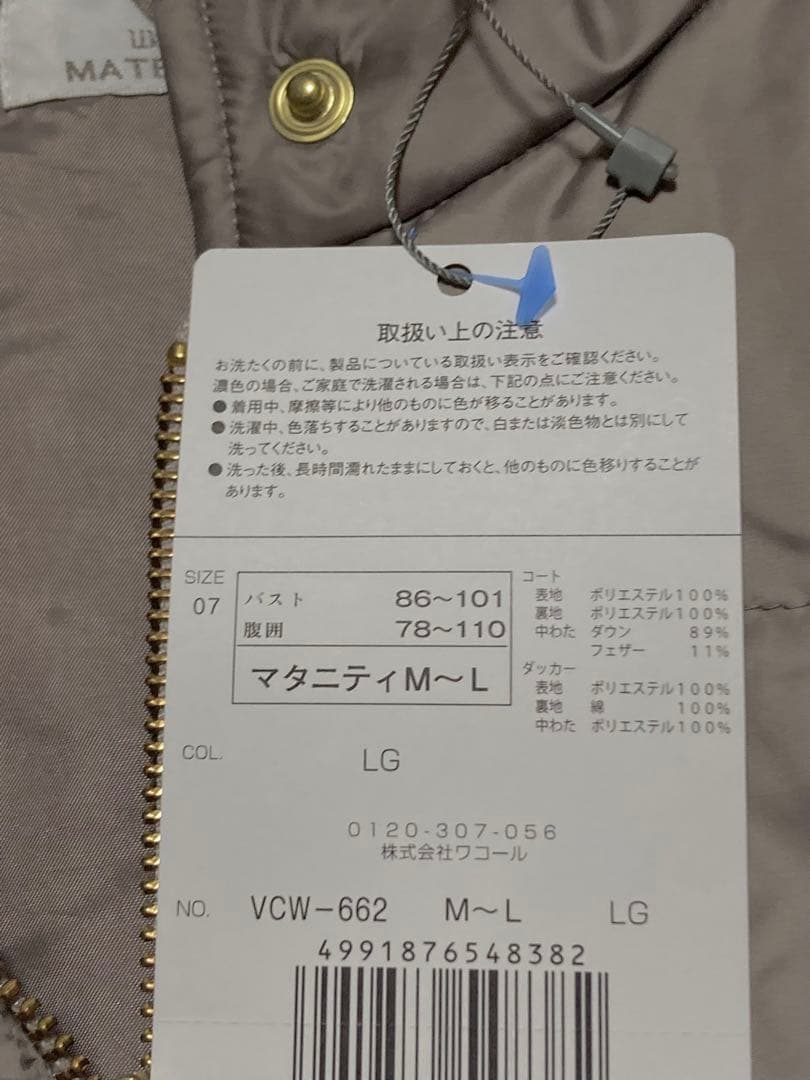 MATE
取扱い上の注意
お洗たくの前に、製品についている取扱い表示をご確認ください。
濃色の場合、ご家庭で洗濯される場合は、下記の点にご注意ください。
●着用中、摩擦等により他のものに色が移ることがあります。
●洗濯中、色落ちすることがありますので、白または淡色物とは別にして
洗ってください。
●洗った後、長時間濡れたままにしておくと、他のものに色移りすることが
あります。
SIZE
07
バスト 86～101
腹囲 78～110
マタニティM～L
コート
表地 ポリエステル100%
裏地 ポリエステル100%
中わた ダウン 89%
フェザー 11%
ダッカー
表地 ポリエステル100%
裏地 綿 100%
中わた ポリエステル100%
COL. LG
0120-307-056
株式会社ワコール
NO. VCW-662 M～L LG
4991876548382